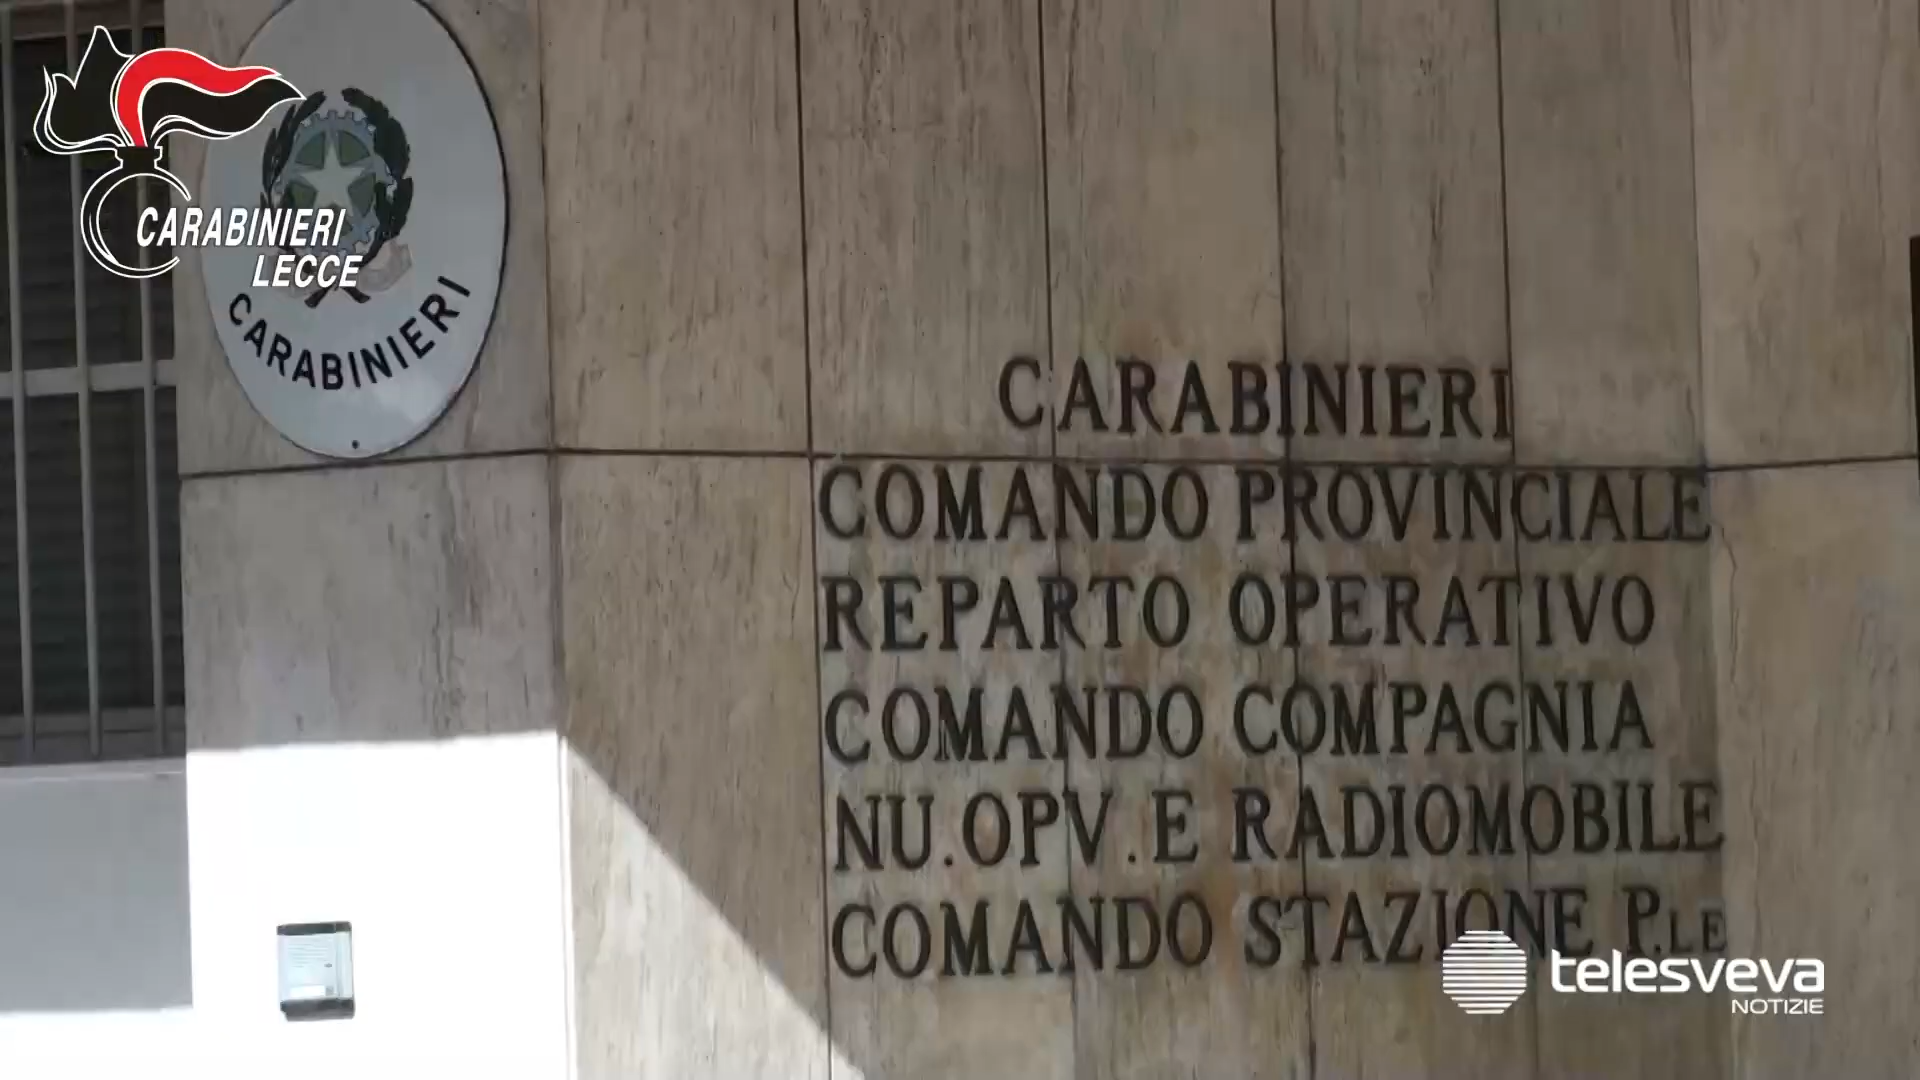 CARABINIERI
LECCE
CARABINIERI
CARABINIERI
COMANDO PROVINCIALE
REPARTO OPERATIVO
COMANDO COMPAGNIA
NU.OPV.E RADIOMOBILE
COMANDO STAZIONE P.LE
telesveva
NOTIZIE